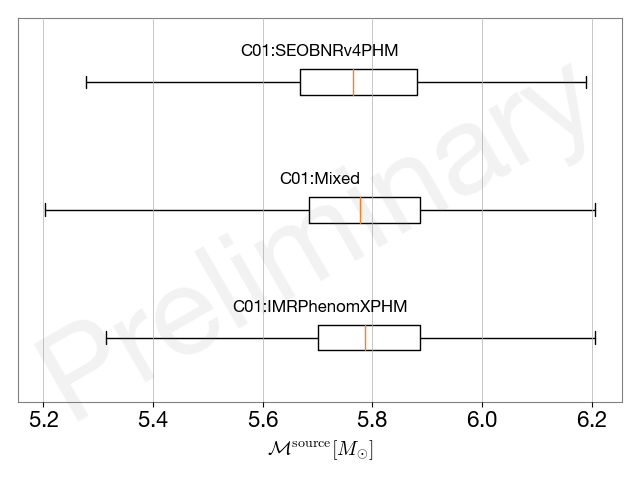 C01:SEOBNRv4PHM
C01:Mixed
C01:IMRPhenomXPHM
Preliminary
5.2 5.4 5.6 5.8 6.0 6.2
ℳ^source [M_⊙]